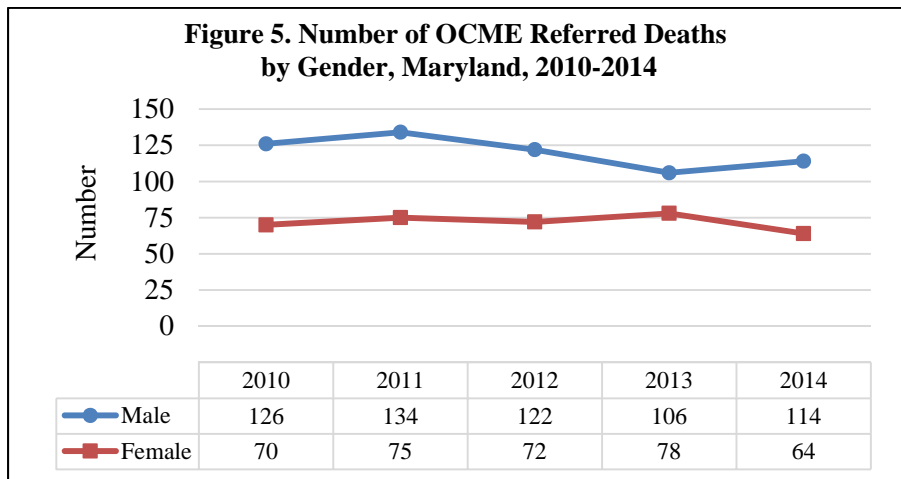 Figure 5. Number of OCME Referred Deaths
by Gender, Maryland, 2010-2014
150
125
100
75
50
25
0
Number
2010 2011 2012 2013 2014
Male 126 134 122 106 114
Female 70 75 72 78 64